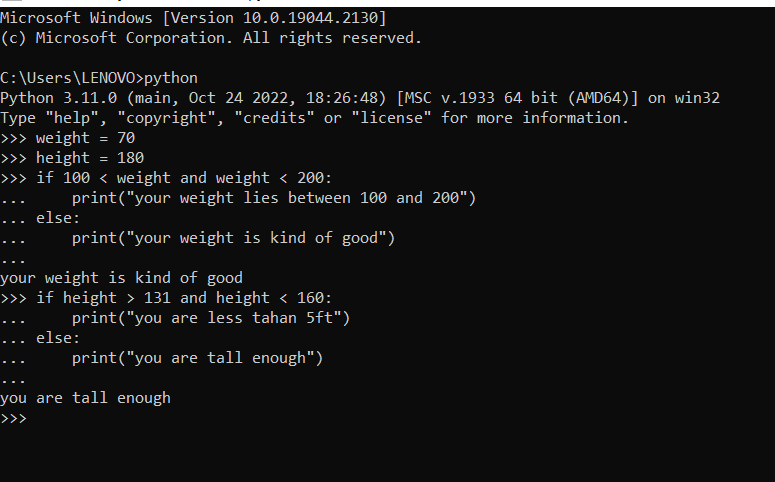 Microsoft Windows [Version 10.0.19044.2130]
(c) Microsoft Corporation. All rights reserved.
C:\Users\LENOVO>python
Python 3.11.0 (main, Oct 24 2022, 18:26:48) [MSC v.1933 64 bit (AMD64)] on win32
Type "help", "copyright", "credits" or "license" for more information.
>>> weight = 70
>>> height = 180
>>> if 100 < weight and weight < 200:
...     print("your weight lies between 100 and 200")
... else:
...     print("your weight is kind of good")
...
your weight is kind of good
>>> if height > 131 and height < 160:
...     print("you are less tahan 5ft")
... else:
...     print("you are tall enough")
...
you are tall enough
>>>